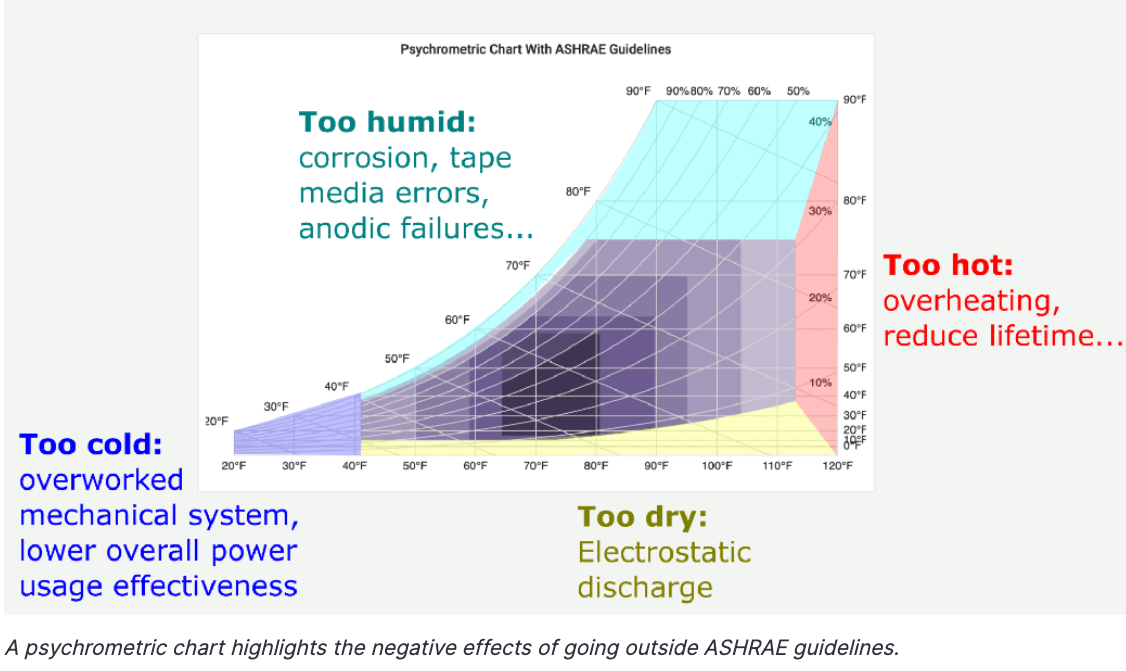 Psychrometric Chart With ASHRAE Guidelines
90°F 90% 80% 70% 60% 50% 90°F
Too humid:
corrosion, tape
media errors,
anodic failures...
40%
80°F 80°F
30%
70°F 70°F
Too hot:
overheating,
reduce lifetime...
20%
60°F 60°F
50°F 50°F
10%
40°F 40°F
30°F 30°F
20°F 20°F
10°F
0°F
20°F 30°F 40°F 50°F 60°F 70°F 80°F 90°F 100°F 110°F 120°F
Too cold:
overworked
mechanical system,
lower overall power
usage effectiveness
Too dry:
Electrostatic
discharge
A psychrometric chart highlights the negative effects of going outside ASHRAE guidelines.